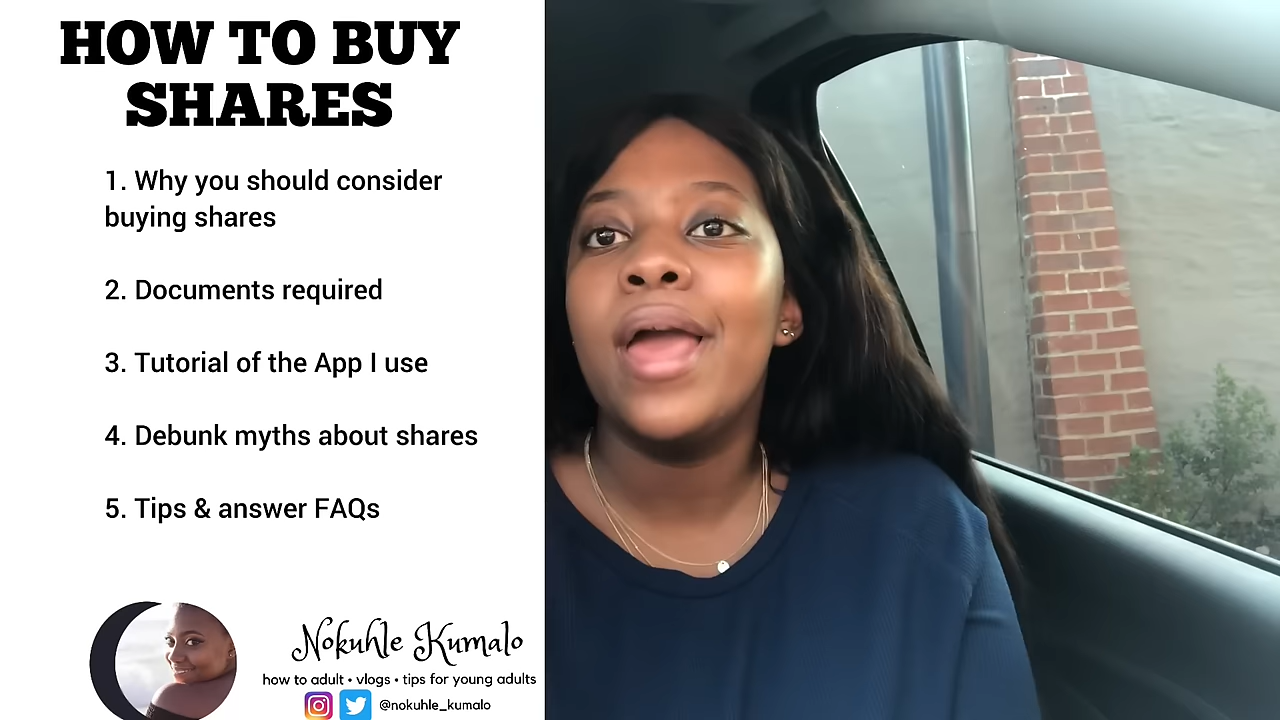 HOW TO BUY
SHARES
1. Why you should consider
buying shares
2. Documents required
3. Tutorial of the App I use
4. Debunk myths about shares
5. Tips & answer FAQs
Nokuhle Kumalo
how to adult • vlogs • tips for young adults
@nokuhle_kumalo